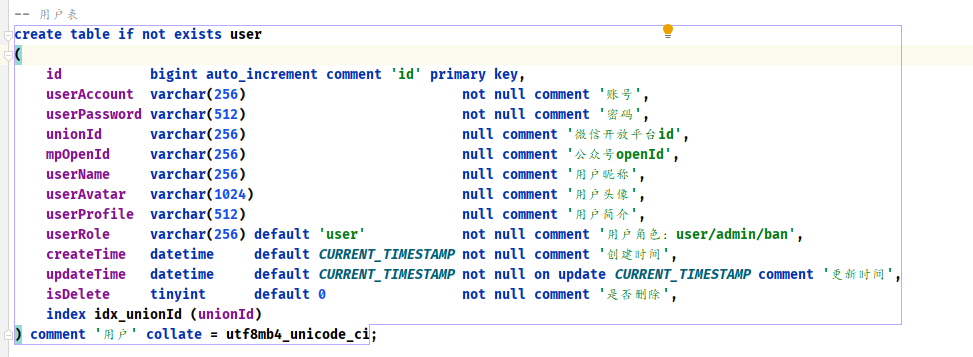 -- 用户表
create table if not exists user
(
    id           bigint auto_increment comment 'id' primary key,
    userAccount  varchar(256)                           not null comment '账号',
    userPassword varchar(512)                           not null comment '密码',
    unionId      varchar(256)                           null comment '微信开放平台id',
    mpOpenId     varchar(256)                           null comment '公众号openId',
    userName     varchar(256)                           null comment '用户昵称',
    userAvatar   varchar(1024)                          null comment '用户头像',
    userProfile  varchar(512)                           null comment '用户简介',
    userRole     varchar(256) default 'user'            not null comment '用户角色：user/admin/ban',
    createTime   datetime     default CURRENT_TIMESTAMP not null comment '创建时间',
    updateTime   datetime     default CURRENT_TIMESTAMP not null on update CURRENT_TIMESTAMP comment '更新时间',
    isDelete     tinyint      default 0                 not null comment '是否删除',
    index idx_unionId (unionId)
) comment '用户' collate = utf8mb4_unicode_ci;